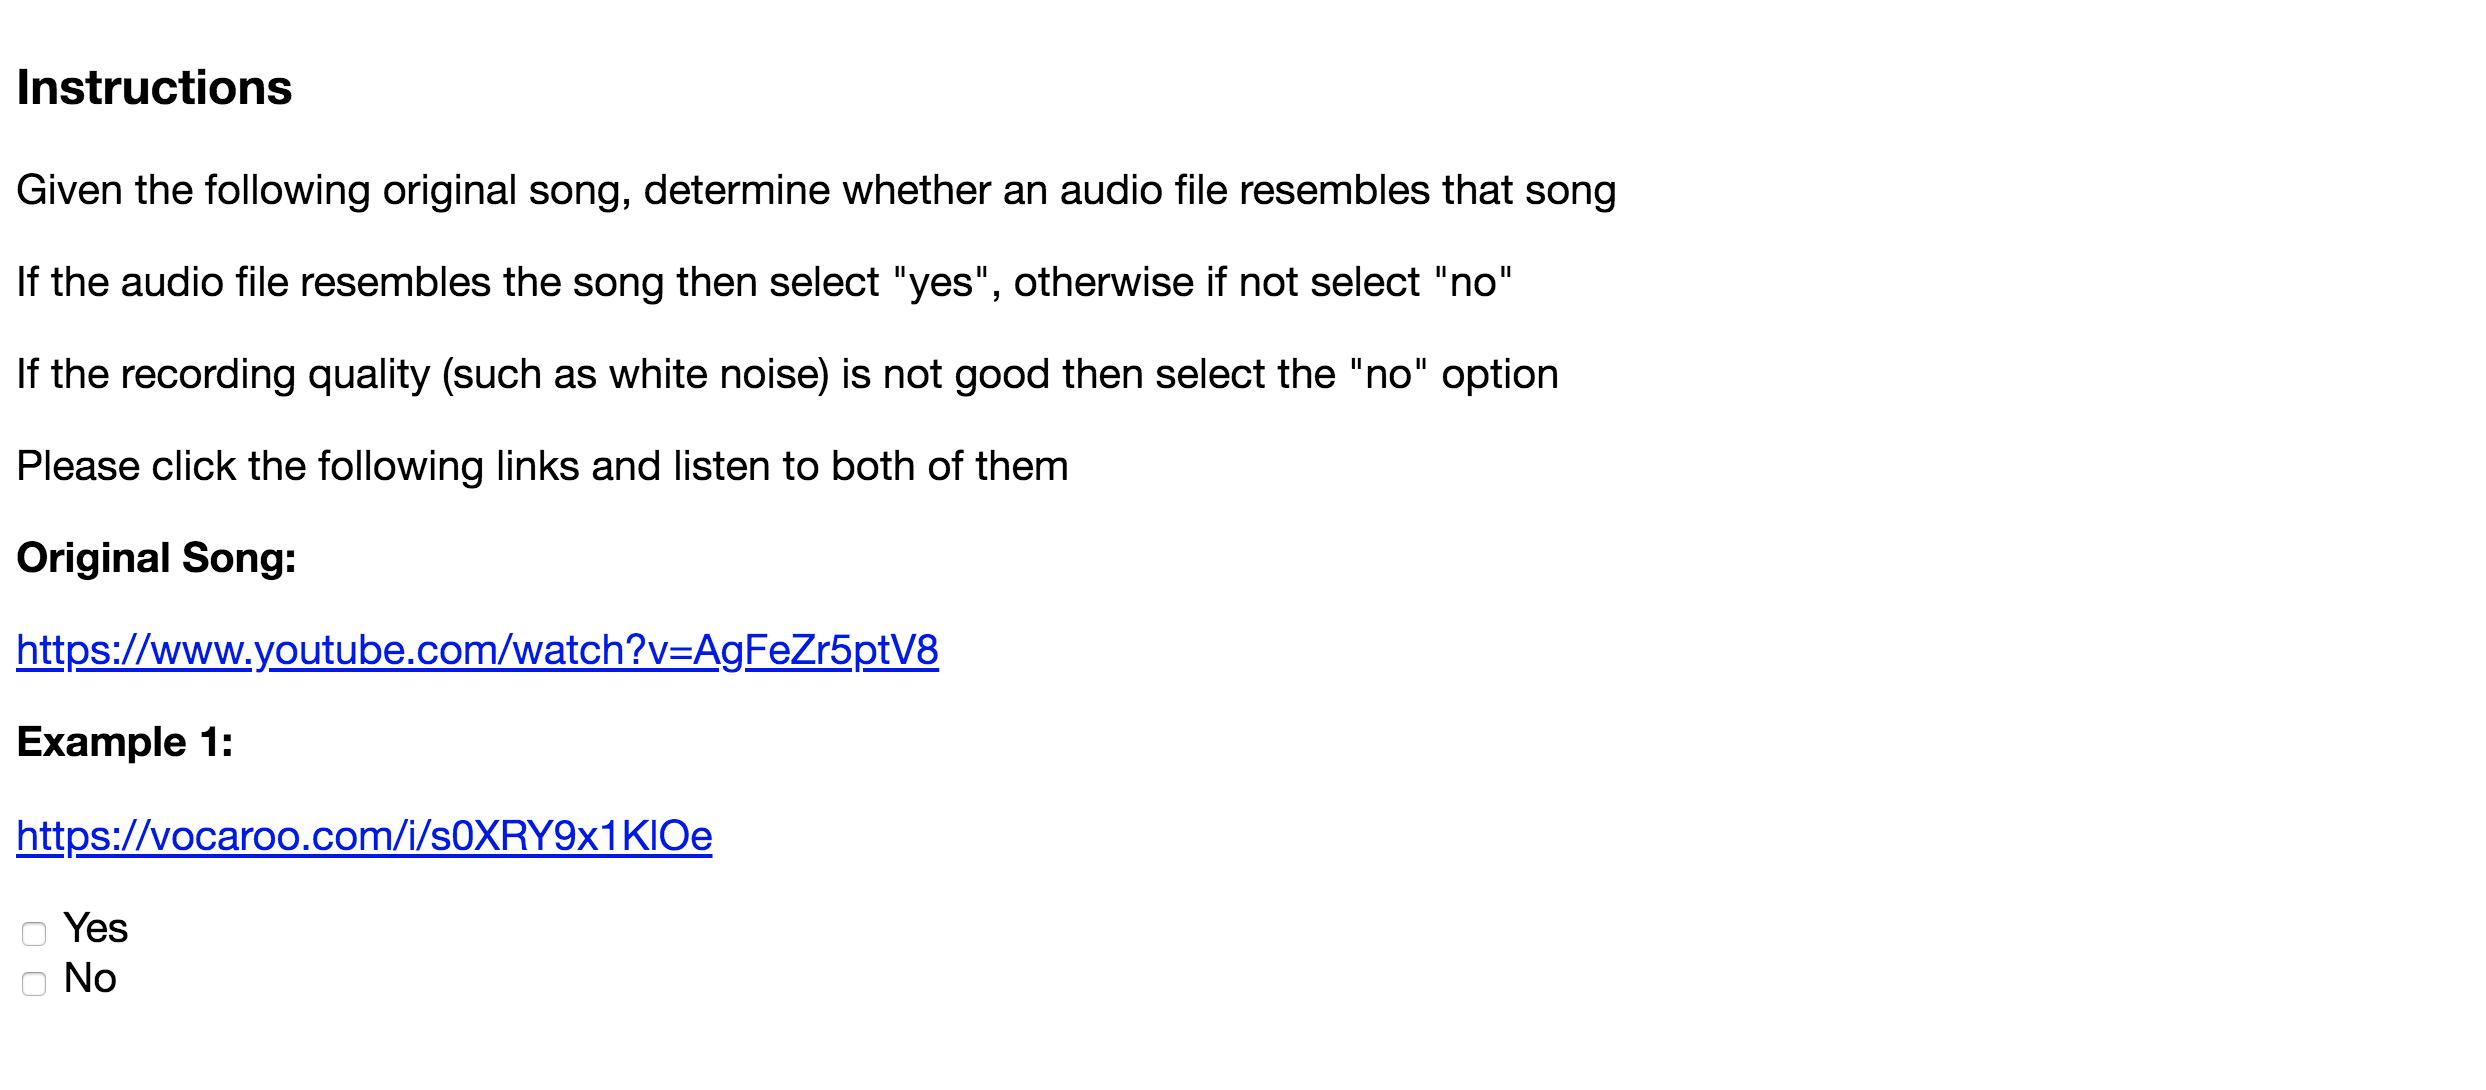 Instructions
Given the following original song, determine whether an audio file resembles that song
If the audio file resembles the song then select "yes", otherwise if not select "no"
If the recording quality (such as white noise) is not good then select the "no" option
Please click the following links and listen to both of them
Original Song:
https://www.youtube.com/watch?v=AgFeZr5ptV8
Example 1:
https://vocaroo.com/i/s0XRY9x1KlOe
Yes
No